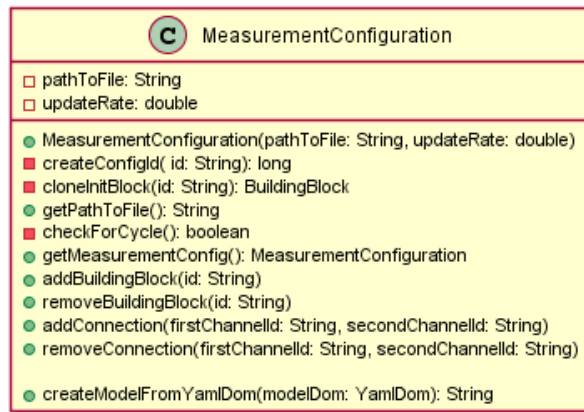 C MeasurementConfiguration
pathToFile: String
updateRate: double
MeasurementConfiguration(pathToFile: String, updateRate: double)
createConfigId( id: String): long
cloneInitBlock(id: String): BuildingBlock
getPathToFile(): String
checkForCycle(): boolean
getMeasurementConfig(): MeasurementConfiguration
addBuildingBlock(id: String)
removeBuildingBlock(id: String)
addConnection(firstChannelId: String, secondChannelId: String)
removeConnection(firstChannelId: String, secondChannelId: String)
createModelFromYamlDom(modelDom: YamlDom): String